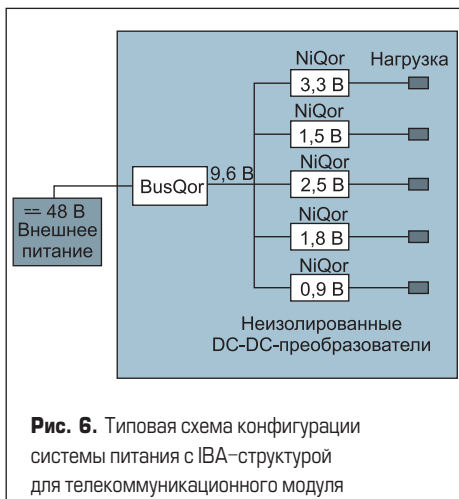 NiQor
Нагрузка
3,3 В
NiQor
1,5 В
NiQor
BusQor
9,6 В
2,5 В
== 48 В
Внешнее
питание
NiQor
1,8 В
NiQor
0,9 В
Неизолированные
DC-DC-преобразователи
Рис. 6. Типовая схема конфигурации
системы питания с IBA-структурой
для телекоммуникационного модуля